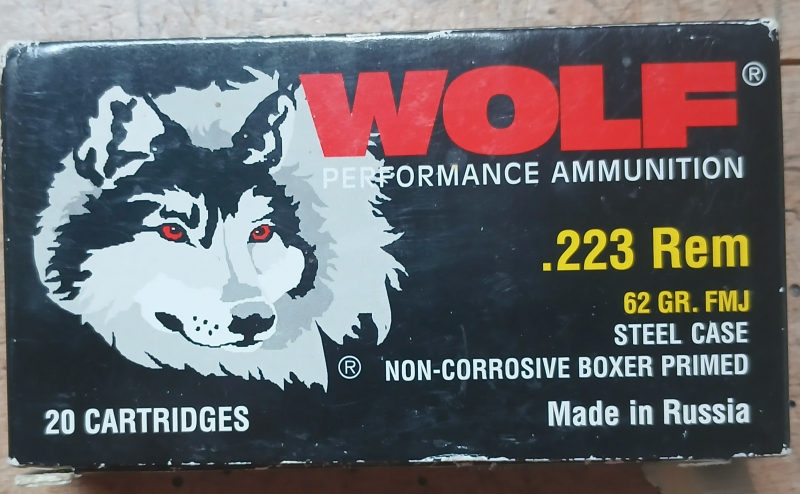 WOLF®
PERFORMANCE AMMUNITION
.223 Rem
62 GR. FMJ
STEEL CASE
® NON-CORROSIVE BOXER PRIMED
20 CARTRIDGES
Made in Russia